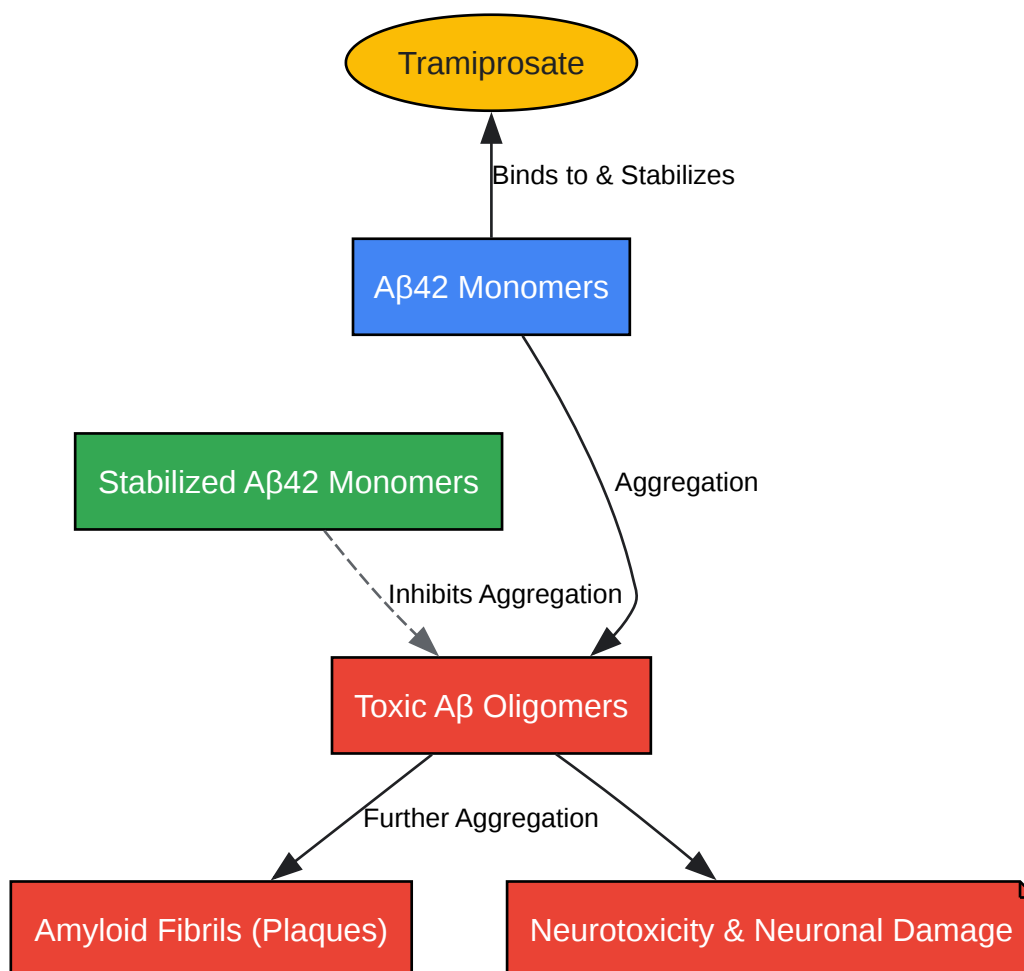 Tramiprosate
Binds to & Stabilizes
Aβ42 Monomers
Stabilized Aβ42 Monomers
Aggregation
Inhibits Aggregation
Toxic Aβ Oligomers
Further Aggregation
Amyloid Fibrils (Plaques)
Neurotoxicity & Neuronal Damage